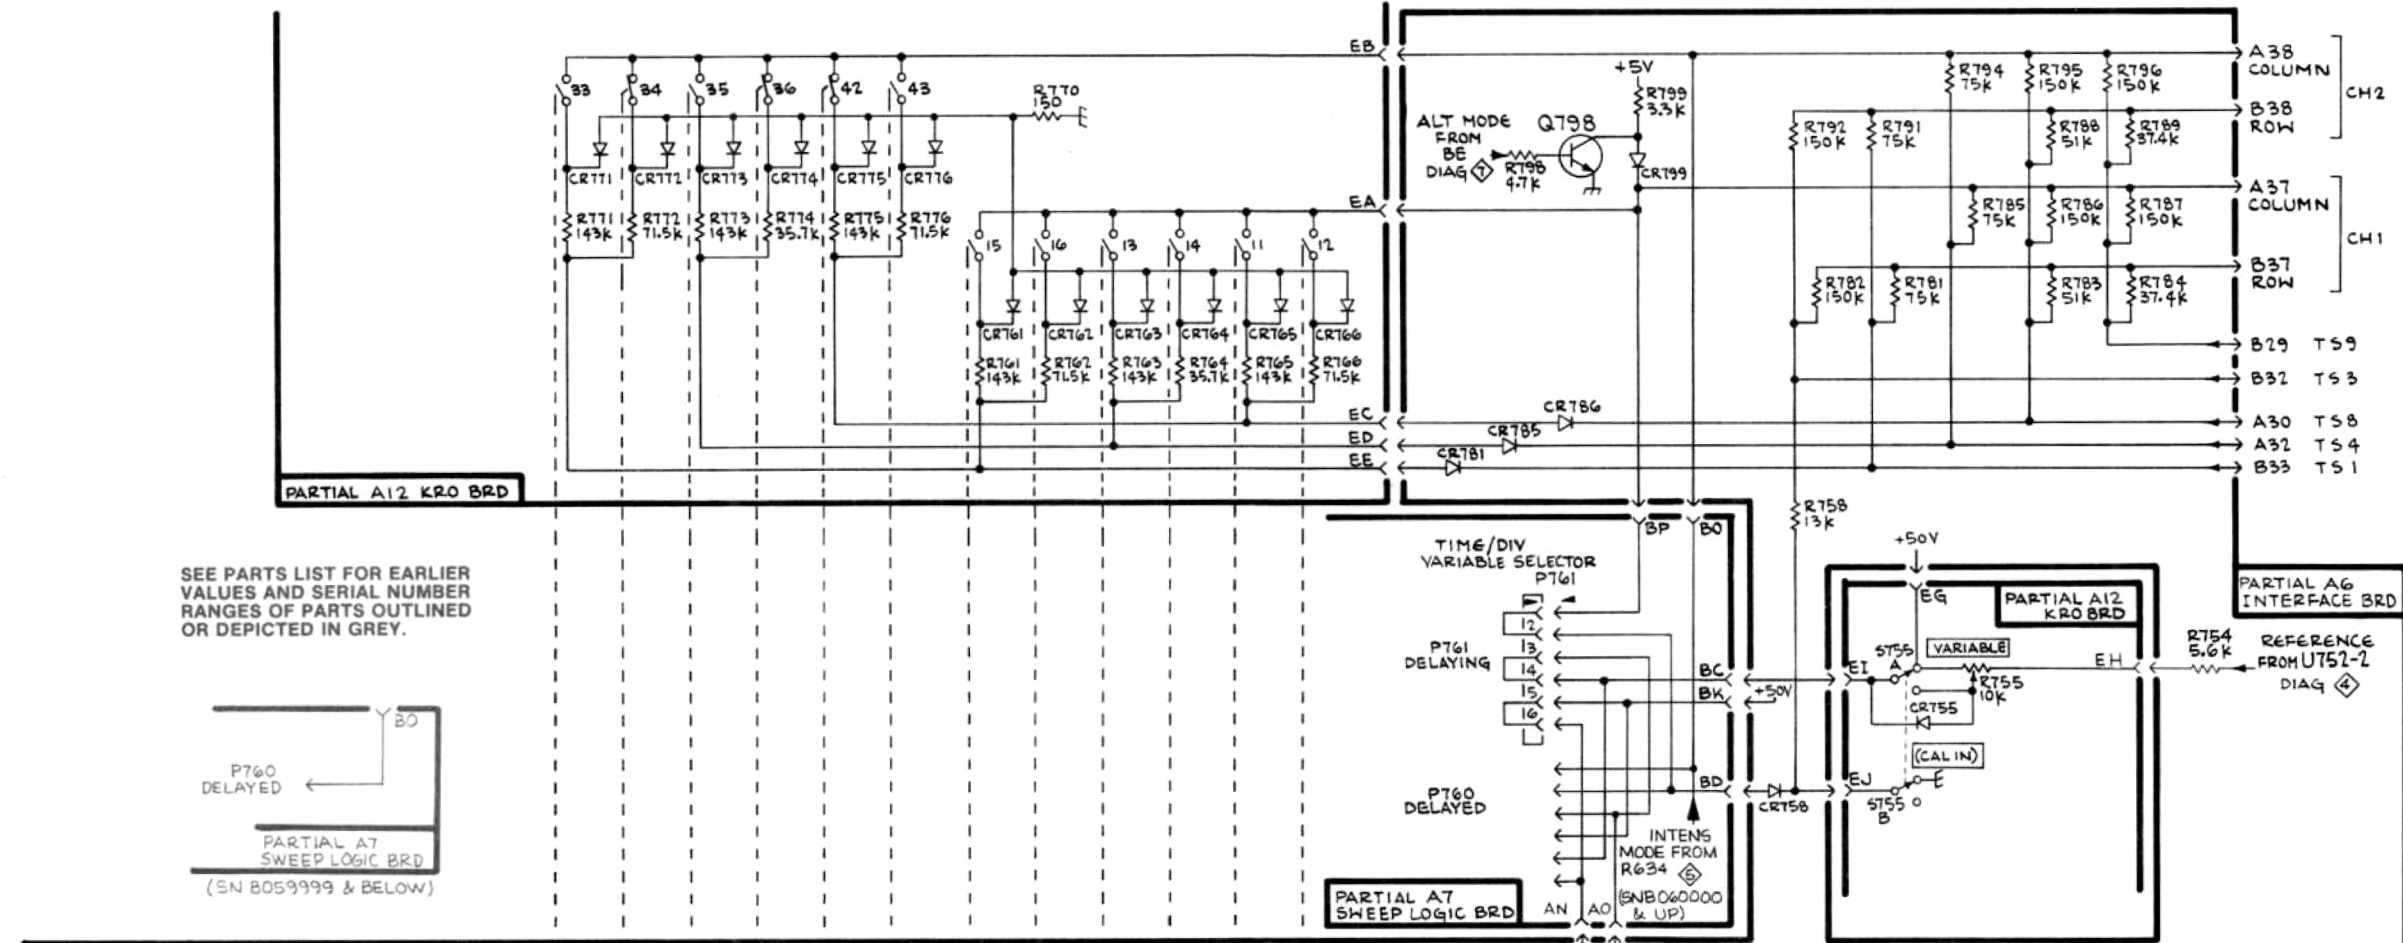 EB
A38
COLUMN
33
34
35
36
42
43
R770
150
+5V
R799
3.3K
R794
75K
R795
150K
R796
150K
CH2
B38
ROW
ALT MODE
FROM
BE
DIAG 7
Q798
R798
4.7K
CR799
R792
150K
R791
75K
R788
51K
R789
37.4K
CR771
CR772
CR773
CR774
CR775
CR776
EA
A37
COLUMN
R771
143K
R772
71.5K
R773
143K
R774
35.7K
R775
143K
R776
71.5K
R785
75K
R786
150K
R787
150K
CH1
15
16
13
14
11
12
B37
ROW
R782
150K
R781
75K
R783
51K
R784
37.4K
CR761
CR762
CR763
CR764
CR765
CR766
B29 TS9
R761
143K
R762
71.5K
R763
143K
R764
35.7K
R765
143K
R766
71.5K
B32 TS3
EC
CR786
A30 TS8
ED
CR785
A32 TS4
EE
CR781
B33 TS1
PARTIAL A12 KRO BRD
R758
13K
BP
BO
TIME/DIV
VARIABLE SELECTOR
P761
+50V
SEE PARTS LIST FOR EARLIER
VALUES AND SERIAL NUMBER
RANGES OF PARTS OUTLINED
OR DEPICTED IN GREY.
PARTIAL A6
INTERFACE BRD
EG
PARTIAL A12
KRO BRD
12
13
14
15
16
P761
DELAYING
BC
BK
+50V
EI
S755
A
VARIABLE
R755
10K
EH
R754
5.6K
REFERENCE
FROM U752-2
DIAG 4
CR755
(CAL IN)
BO
P760
DELAYED
PARTIAL A7
SWEEP LOGIC BRD
(SN B059999 & BELOW)
P760
DELAYED
BD
CR758
EJ
S755
B
INTENS
MODE FROM
R634 5
(SNB060000
& UP)
PARTIAL A7
SWEEP LOGIC BRD
AN
AO